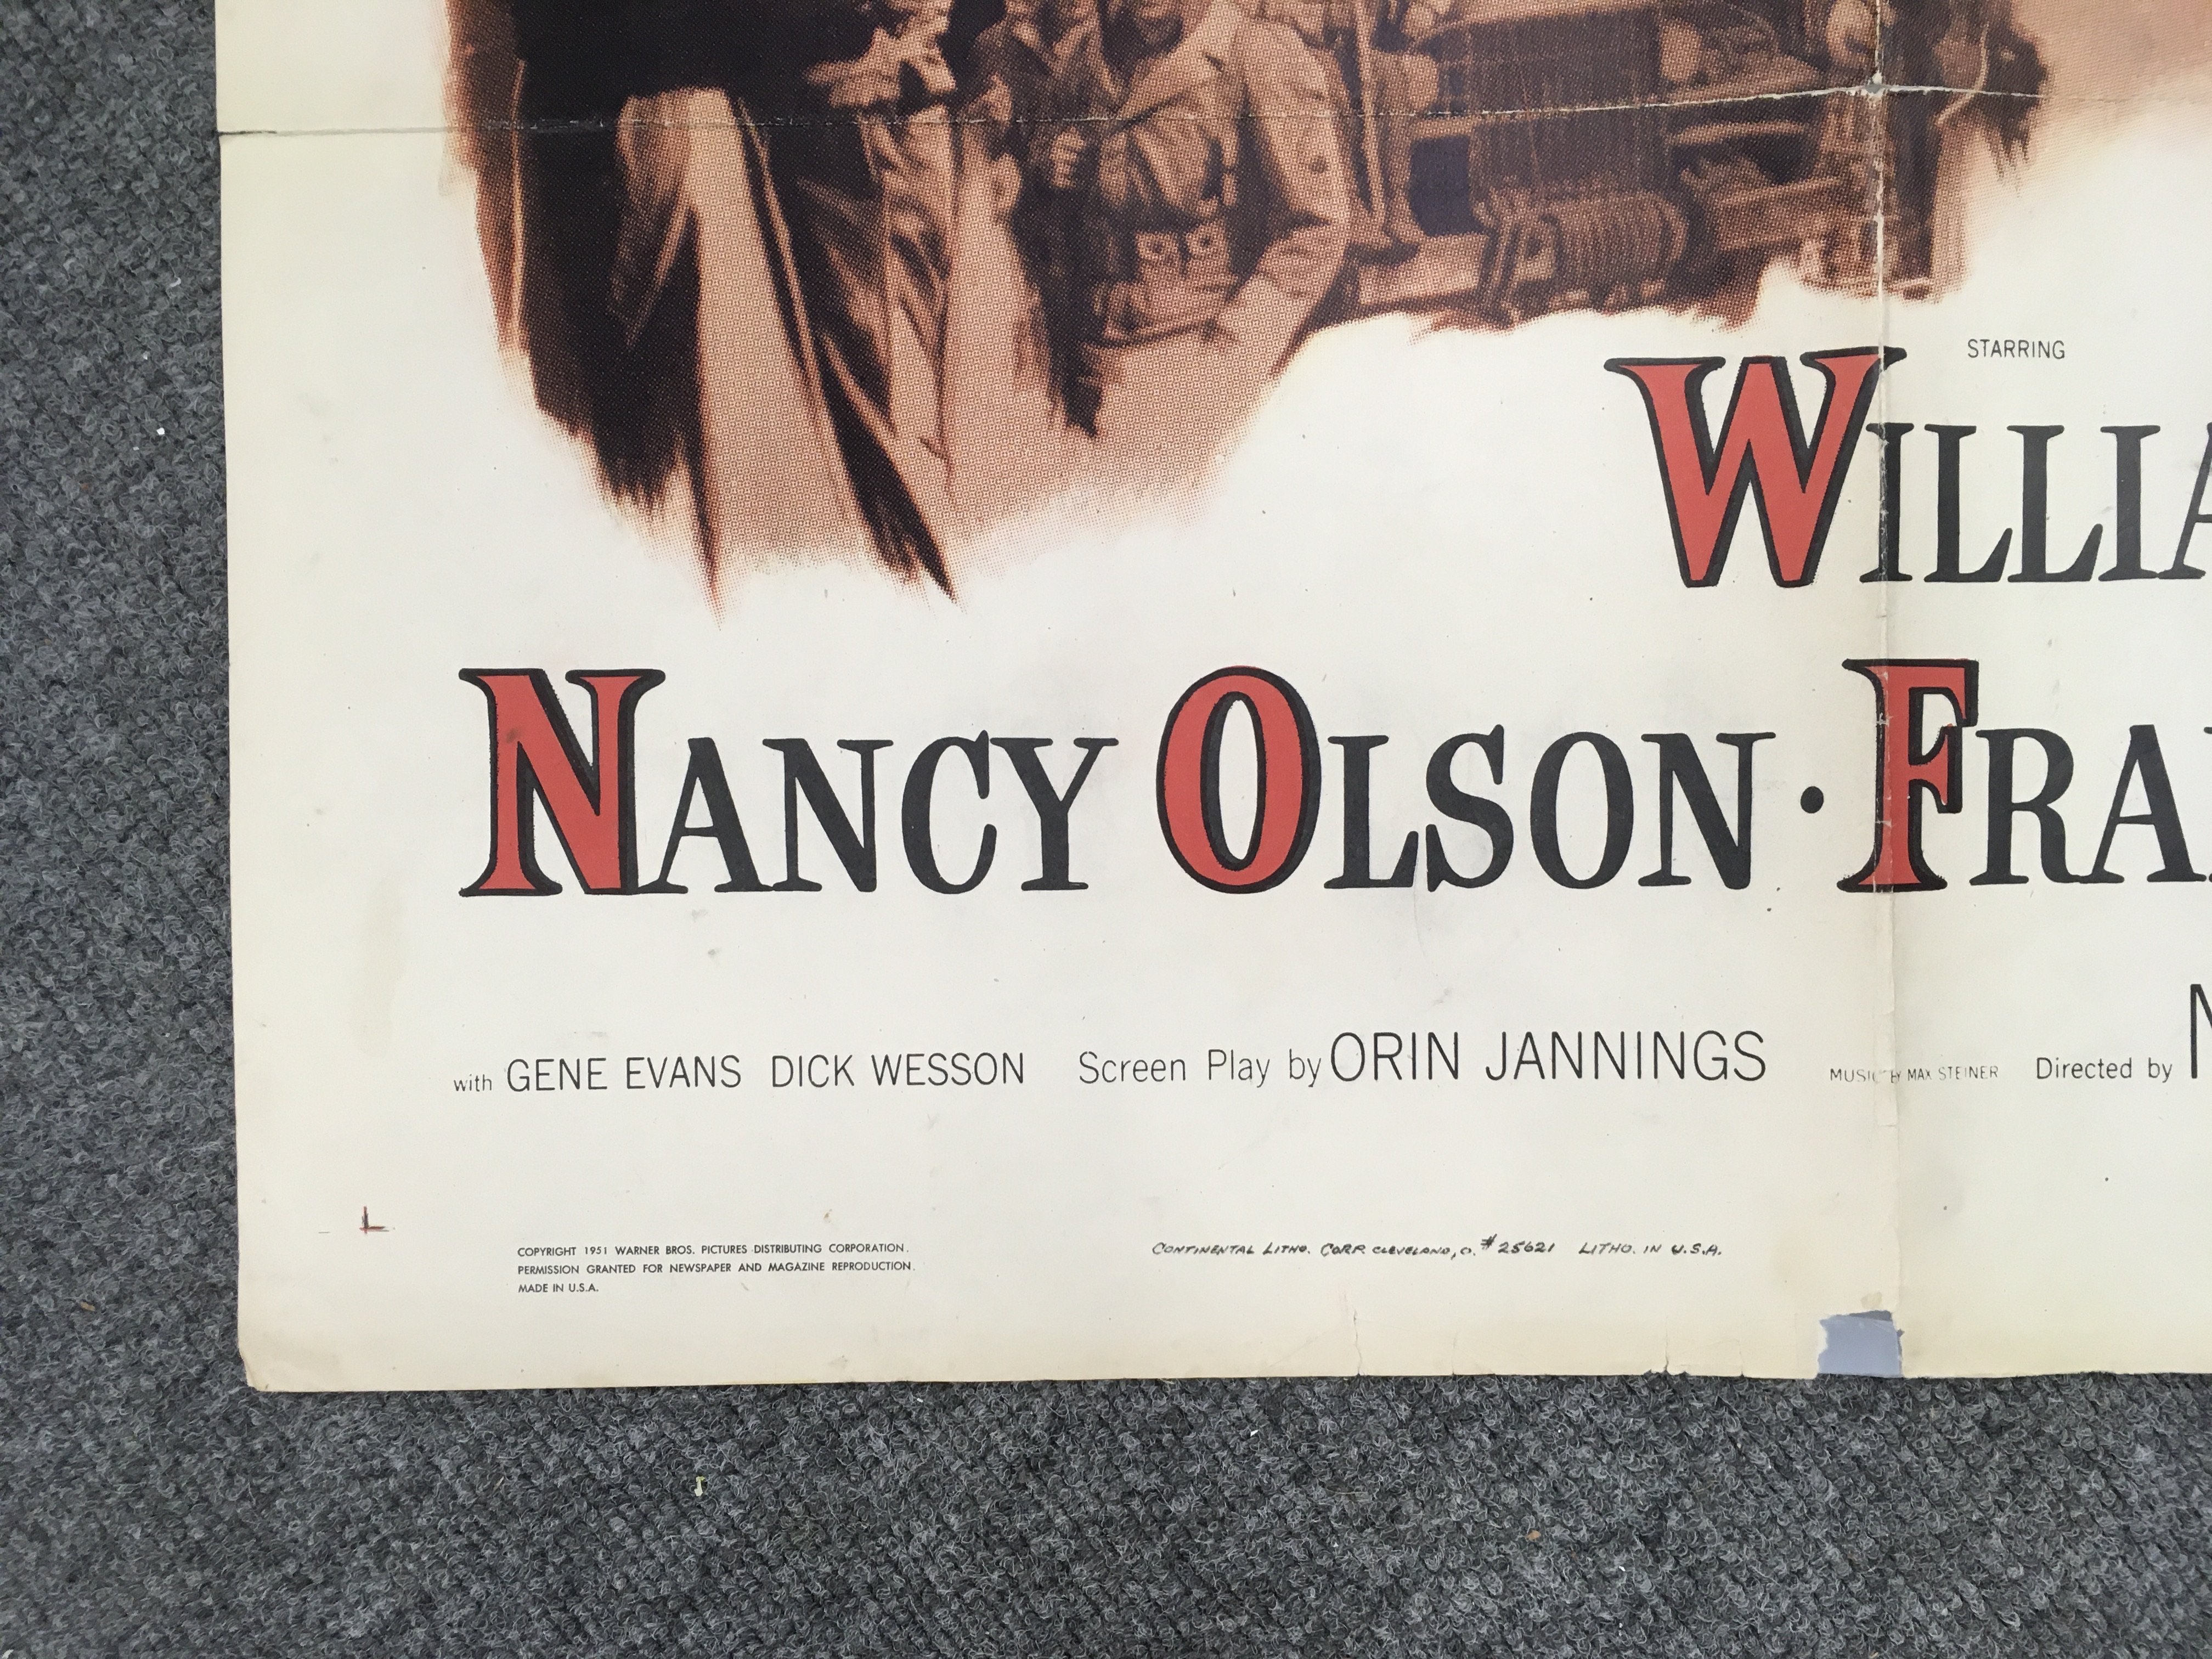 STARRING
WILLIA
NANCY OLSON · FRA
with GENE EVANS DICK WESSON Screen Play by ORIN JANNINGS MUSIC BY MAX STEINER Directed by
COPYRIGHT 1951 WARNER BROS. PICTURES DISTRIBUTING CORPORATION.
PERMISSION GRANTED FOR NEWSPAPER AND MAGAZINE REPRODUCTION.
MADE IN U.S.A.
CONTINENTAL LITHO. CORP. CLEVELAND, O. #25621 LITHO. IN U.S.A.